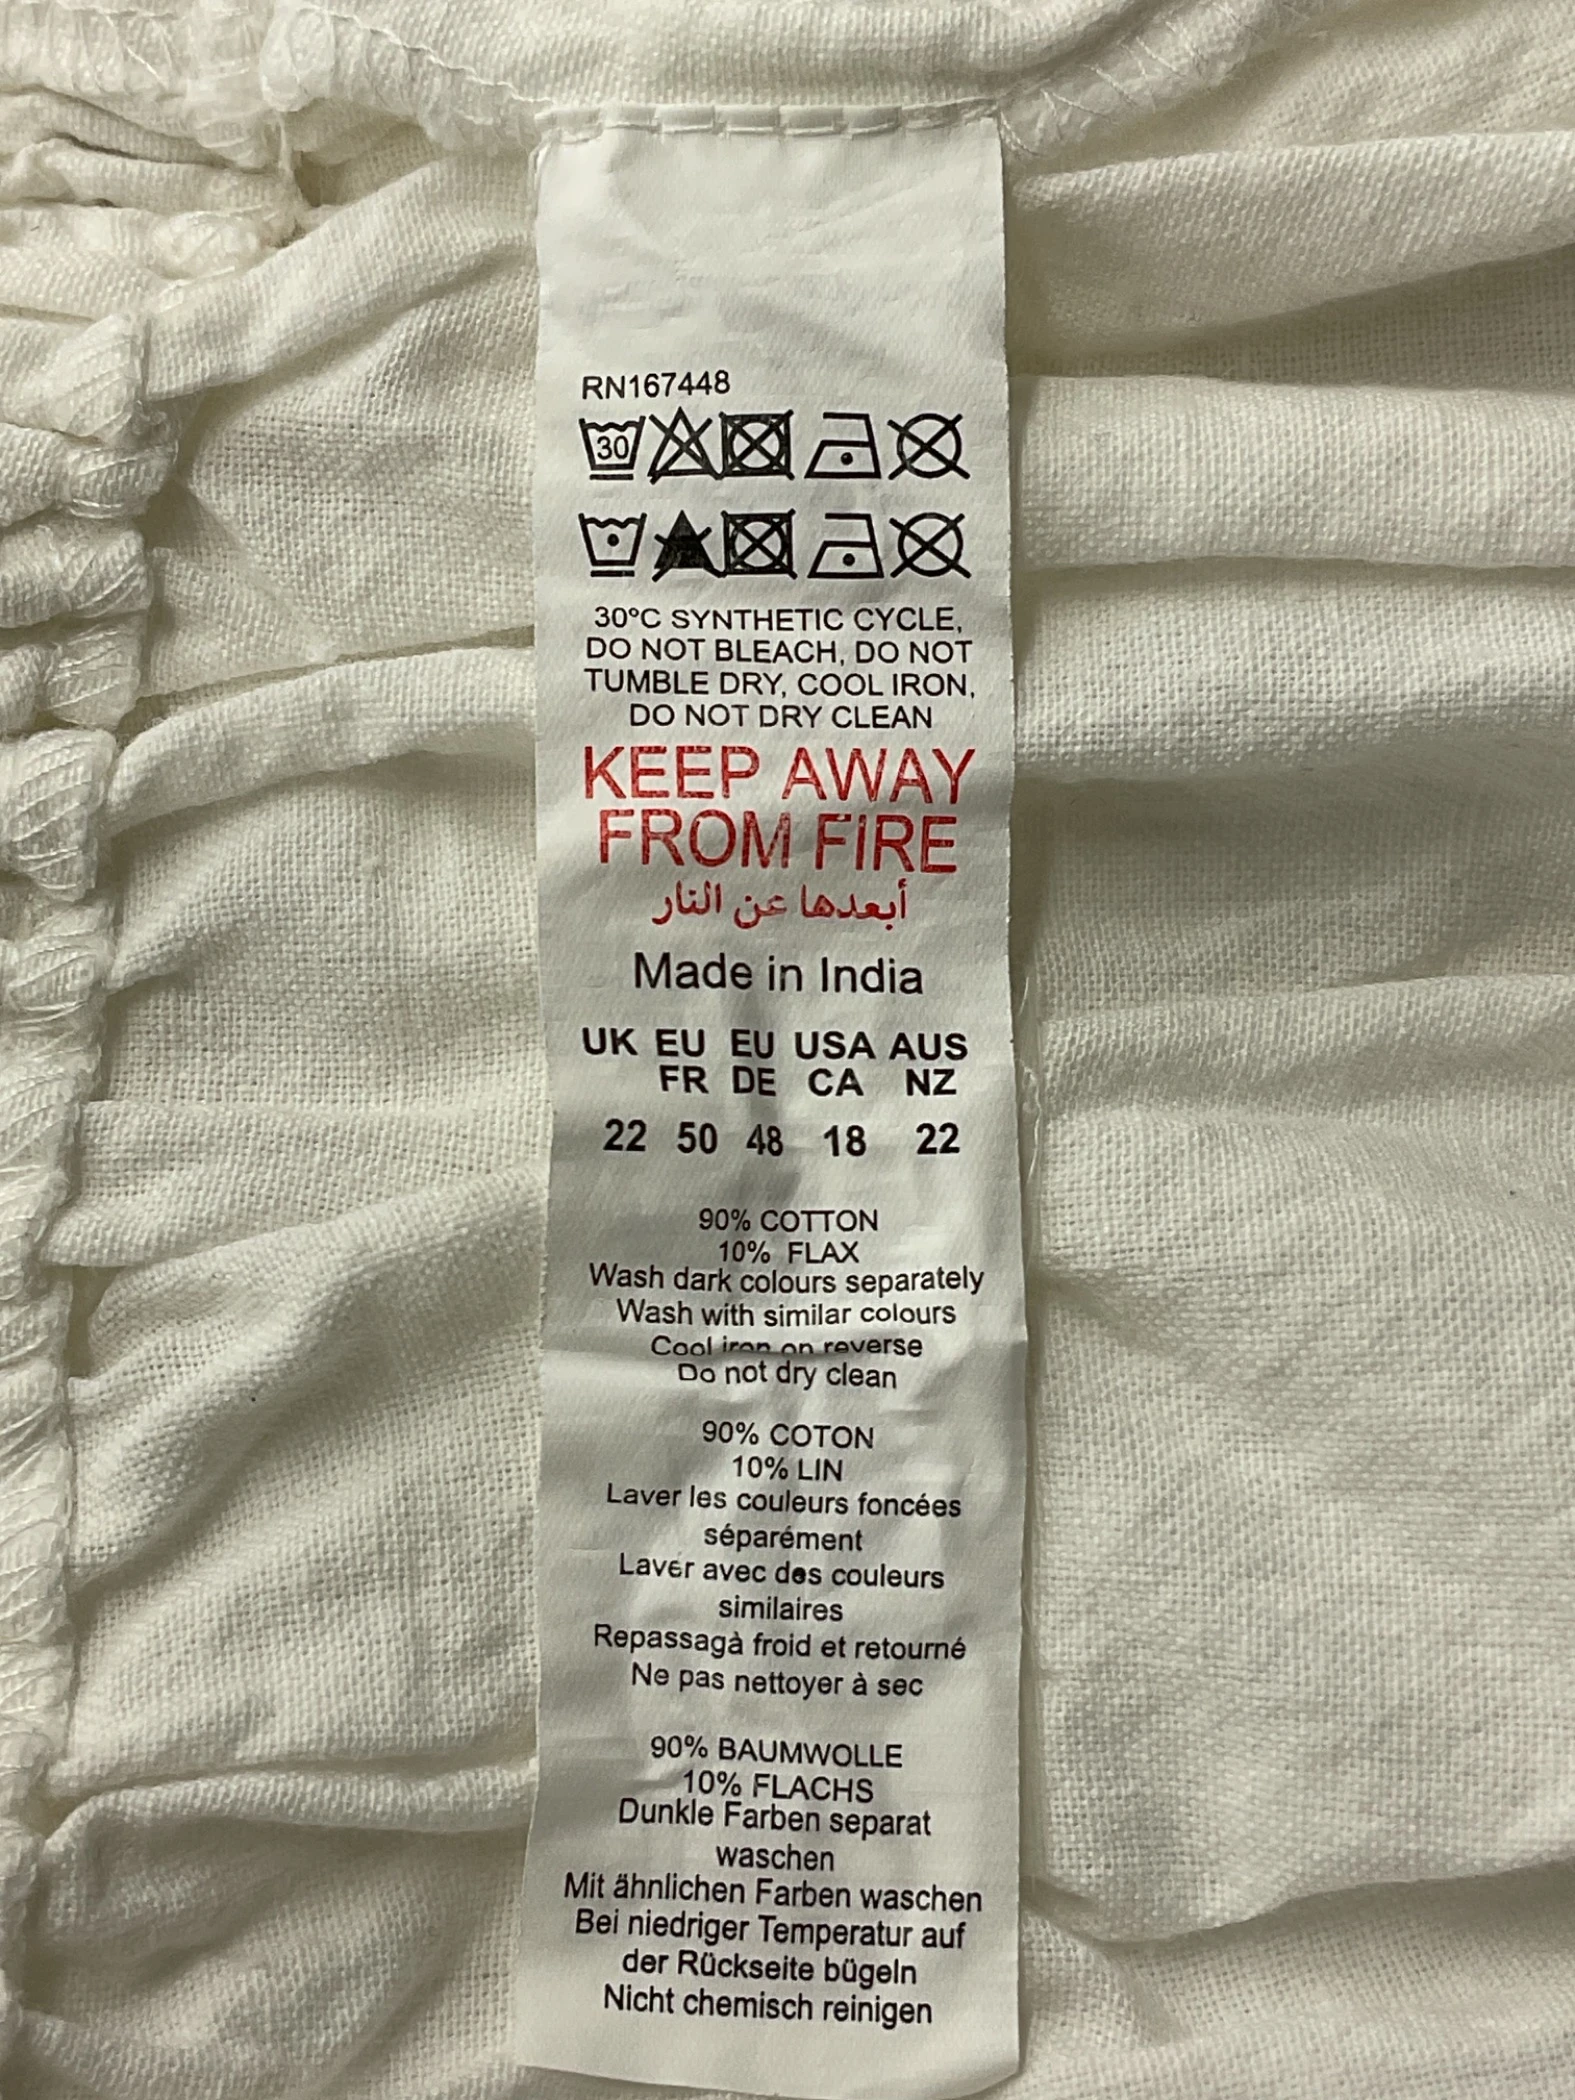 RN167448
30
30°C SYNTHETIC CYCLE,
DO NOT BLEACH, DO NOT
TUMBLE DRY, COOL IRON,
DO NOT DRY CLEAN
KEEP AWAY
FROM FIRE
أبعدها عن النار
Made in India
UK EU EU USA AUS
FR DE CA NZ
22 50 48 18 22
90% COTTON
10% FLAX
Wash dark colours separately
Wash with similar colours
Cool iron on reverse
Do not dry clean
90% COTON
10% LIN
Laver les couleurs foncées
séparément
Laver avec des couleurs
similaires
Repassagà froid et retourné
Ne pas nettoyer à sec
90% BAUMWOLLE
10% FLACHS
Dunkle Farben separat
waschen
Mit ähnlichen Farben waschen
Bei niedriger Temperatur auf
der Rückseite bügeln
Nicht chemisch reinigen